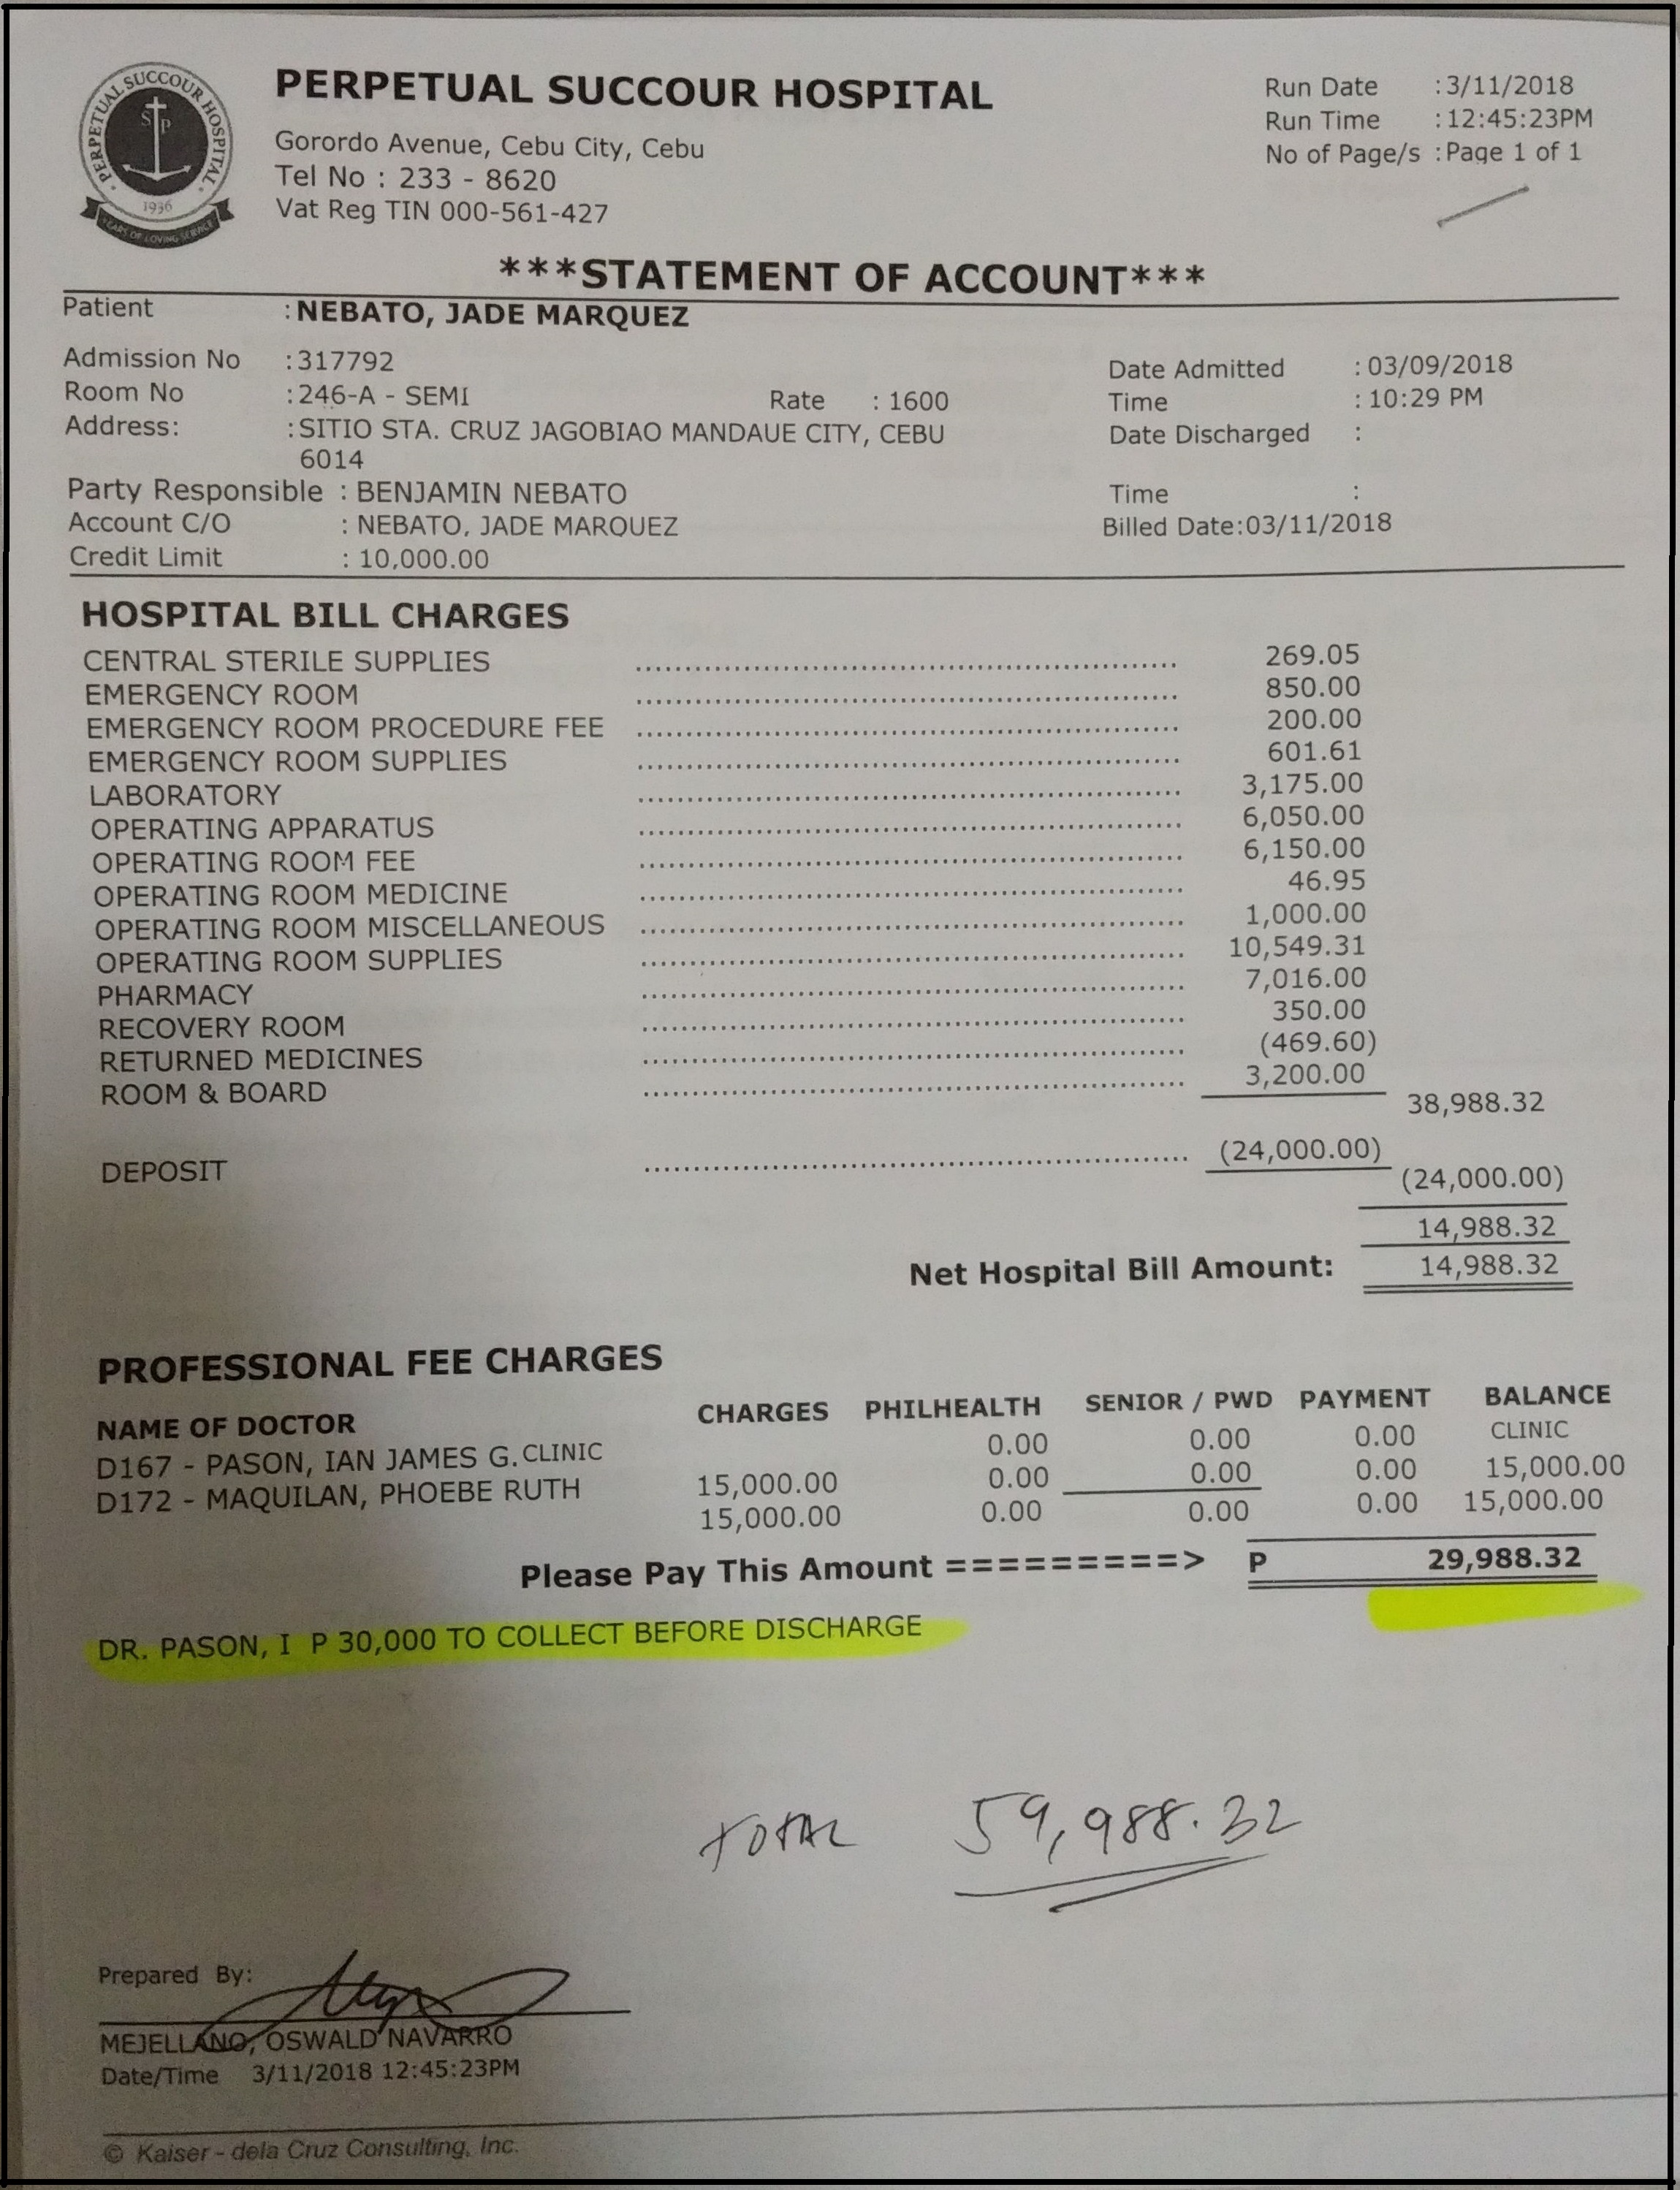 PERPETUAL SUCCOUR HOSPITAL
SP
1936
YEARS OF LOVING SERVICE
PERPETUAL SUCCOUR HOSPITAL
Gorordo Avenue, Cebu City, Cebu
Tel No : 233 - 8620
Vat Reg TIN 000-561-427
Run Date :3/11/2018
Run Time :12:45:23PM
No of Page/s :Page 1 of 1
***STATEMENT OF ACCOUNT***
Patient :NEBATO, JADE MARQUEZ
Admission No :317792
Room No :246-A - SEMI Rate : 1600
Address: :SITIO STA. CRUZ JAGOBIAO MANDAUE CITY, CEBU
6014
Party Responsible : BENJAMIN NEBATO
Account C/O : NEBATO, JADE MARQUEZ
Credit Limit : 10,000.00
Date Admitted : 03/09/2018
Time : 10:29 PM
Date Discharged :
Time :
Billed Date:03/11/2018
HOSPITAL BILL CHARGES
CENTRAL STERILE SUPPLIES 269.05
EMERGENCY ROOM 850.00
EMERGENCY ROOM PROCEDURE FEE 200.00
EMERGENCY ROOM SUPPLIES 601.61
LABORATORY 3,175.00
OPERATING APPARATUS 6,050.00
OPERATING ROOM FEE 6,150.00
OPERATING ROOM MEDICINE 46.95
OPERATING ROOM MISCELLANEOUS 1,000.00
OPERATING ROOM SUPPLIES 10,549.31
PHARMACY 7,016.00
RECOVERY ROOM 350.00
RETURNED MEDICINES (469.60)
ROOM & BOARD 3,200.00
38,988.32
DEPOSIT (24,000.00)
(24,000.00)
14,988.32
Net Hospital Bill Amount: 14,988.32
PROFESSIONAL FEE CHARGES
NAME OF DOCTOR CHARGES PHILHEALTH SENIOR / PWD PAYMENT BALANCE
D167 - PASON, IAN JAMES G. CLINIC 0.00 0.00 0.00 CLINIC
D172 - MAQUILAN, PHOEBE RUTH 15,000.00 0.00 0.00 0.00 15,000.00
15,000.00 0.00 0.00 0.00 15,000.00
Please Pay This Amount =========> P 29,988.32
DR. PASON, I P 30,000 TO COLLECT BEFORE DISCHARGE
TOTAL 59,988.32
Prepared By:
MEJELLANO, OSWALD NAVARRO
Date/Time 3/11/2018 12:45:23PM
© Kaiser - dela Cruz Consulting, Inc.